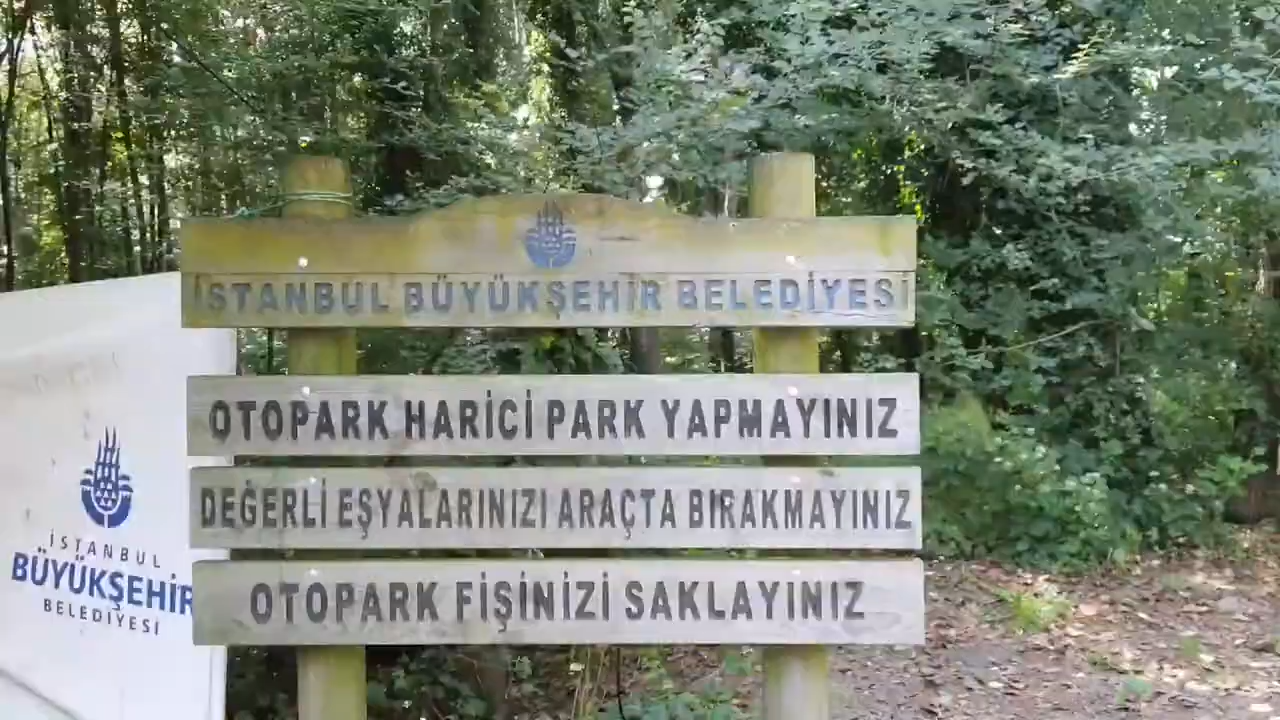 İSTANBUL BÜYÜKŞEHİR BELEDİYESİ
OTOPARK HARİCİ PARK YAPMAYINIZ
DEĞERLİ EŞYALARINIZI ARAÇTA BIRAKMAYINIZ
OTOPARK FİŞİNİZİ SAKLAYINIZ
İSTANBUL
BÜYÜKŞEHİR
BELEDİYESİ